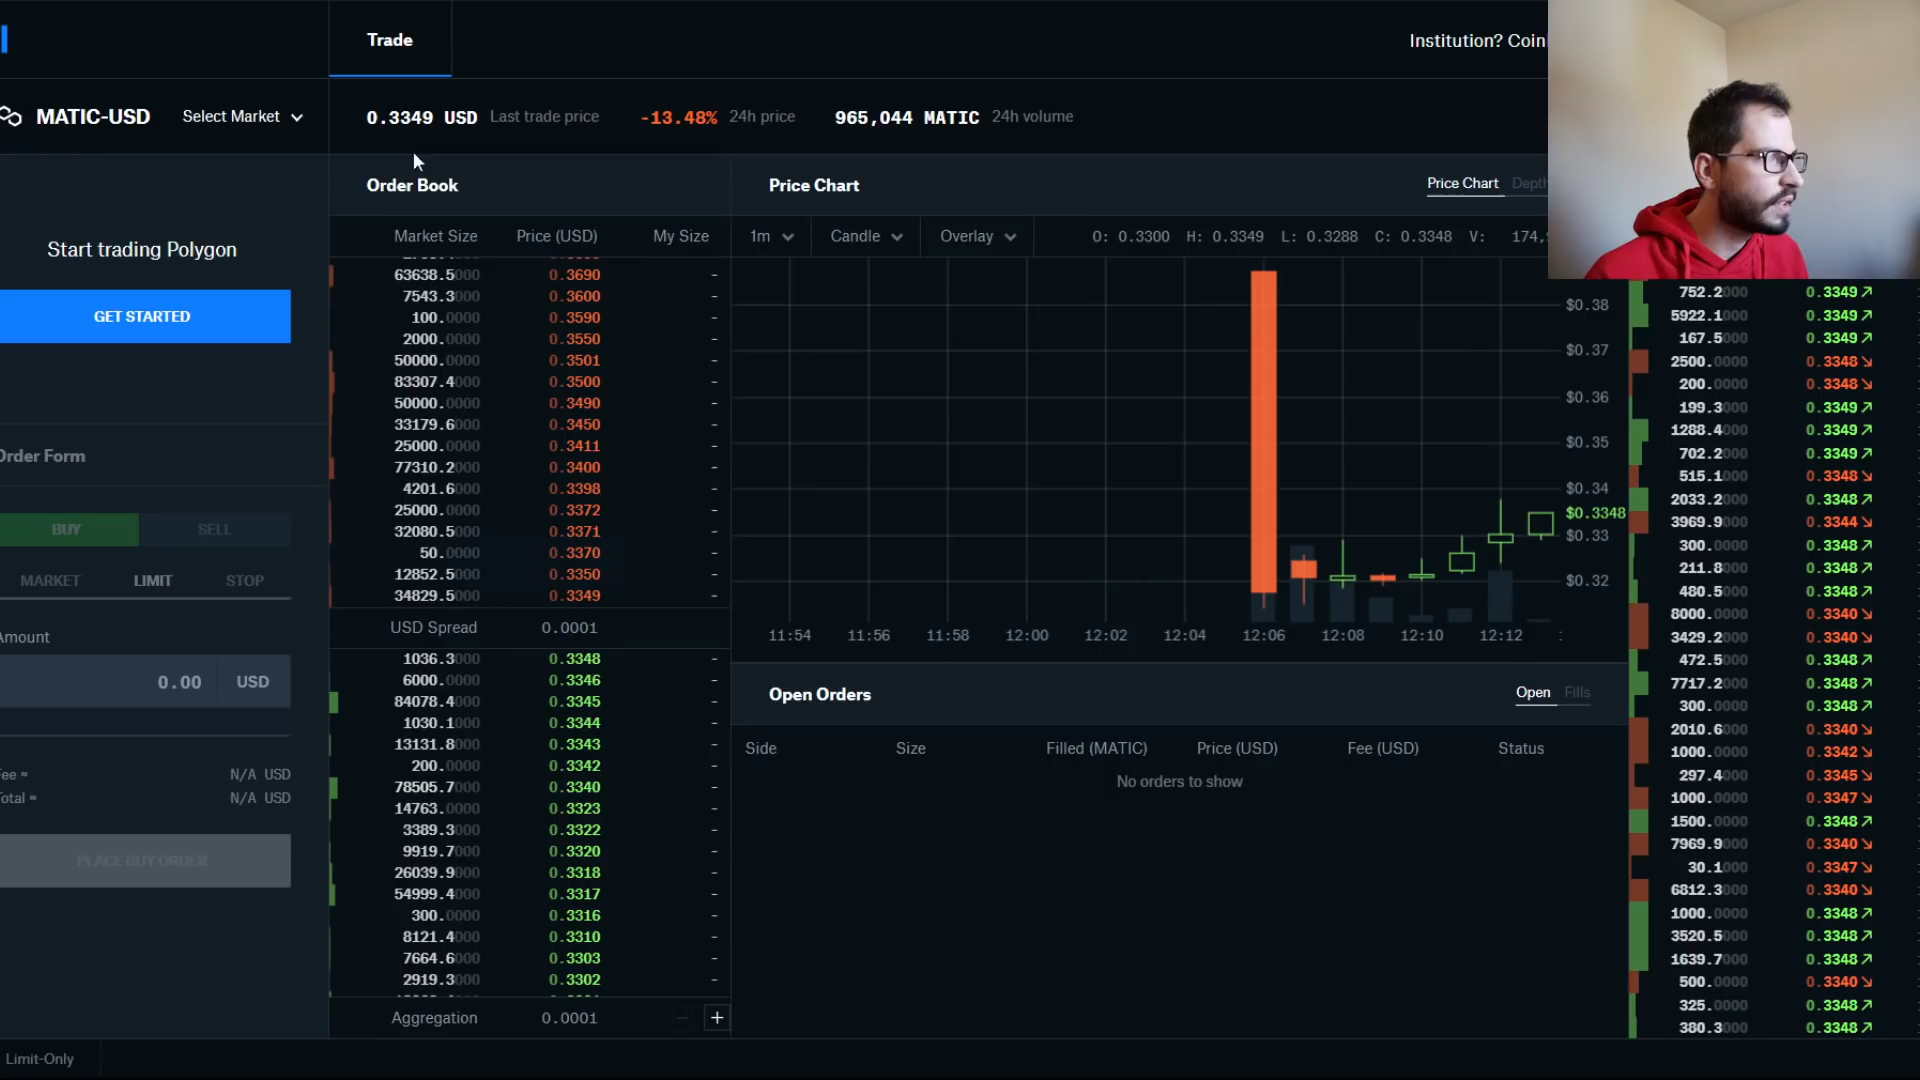 Trade
Institution? Coin
MATIC-USD
Select Market
0.3349 USD Last trade price
-13.48% 24h price
965,044 MATIC 24h volume
Start trading Polygon
GET STARTED
Order Form
BUY SELL
MARKET LIMIT STOP
Amount
0.00 USD
Fee ≈ N/A USD
Total ≈ N/A USD
PLACE BUY ORDER
Limit-Only
Order Book
Market Size Price (USD) My Size
63638.5000 0.3690 -
7543.3000 0.3600 -
100.0000 0.3590 -
2000.0000 0.3550 -
50000.0000 0.3501 -
83307.4000 0.3500 -
50000.0000 0.3490 -
33179.6000 0.3450 -
25000.0000 0.3411 -
77310.2000 0.3400 -
4201.6000 0.3398 -
25000.0000 0.3372 -
32080.5000 0.3371 -
50.0000 0.3370 -
12852.5000 0.3350 -
34829.5000 0.3349 -
USD Spread 0.0001
1036.3000 0.3348 -
6000.0000 0.3346 -
84078.4000 0.3345 -
1030.1000 0.3344 -
13131.8000 0.3343 -
200.0000 0.3342 -
78505.7000 0.3340 -
14763.0000 0.3323 -
3389.3000 0.3322 -
9919.7000 0.3320 -
26039.9000 0.3318 -
54999.4000 0.3317 -
300.0000 0.3316 -
8121.4000 0.3310 -
7664.6000 0.3303 -
2919.3000 0.3302 -
Aggregation 0.0001 - +
Price Chart
Price Chart Depth
1m Candle Overlay
O: 0.3300 H: 0.3349 L: 0.3288 C: 0.3348 V: 174,
$0.38
$0.37
$0.36
$0.35
$0.34
$0.3348
$0.33
$0.32
11:54 11:56 11:58 12:00 12:02 12:04 12:06 12:08 12:10 12:12
Open Orders
Open Fills
Side Size Filled (MATIC) Price (USD) Fee (USD) Status
No orders to show
752.2000 0.3349↗
5922.1000 0.3349↗
167.5000 0.3349↗
2500.0000 0.3348↘
200.0000 0.3348↘
199.3000 0.3349↗
1288.4000 0.3349↗
702.2000 0.3349↗
515.1000 0.3348↘
2033.2000 0.3348↗
3969.9000 0.3344↘
300.0000 0.3348↗
211.8000 0.3348↗
480.5000 0.3348↗
8000.0000 0.3340↘
3429.2000 0.3340↘
472.5000 0.3348↗
7717.2000 0.3348↗
300.0000 0.3348↗
2010.6000 0.3340↘
1000.0000 0.3342↘
297.4000 0.3345↘
1000.0000 0.3347↘
1500.0000 0.3348↗
7969.9000 0.3340↘
30.1000 0.3347↘
6812.3000 0.3340↘
1000.0000 0.3348↗
3520.5000 0.3348↗
1639.7000 0.3348↗
500.0000 0.3340↘
325.0000 0.3348↗
380.3000 0.3348↗